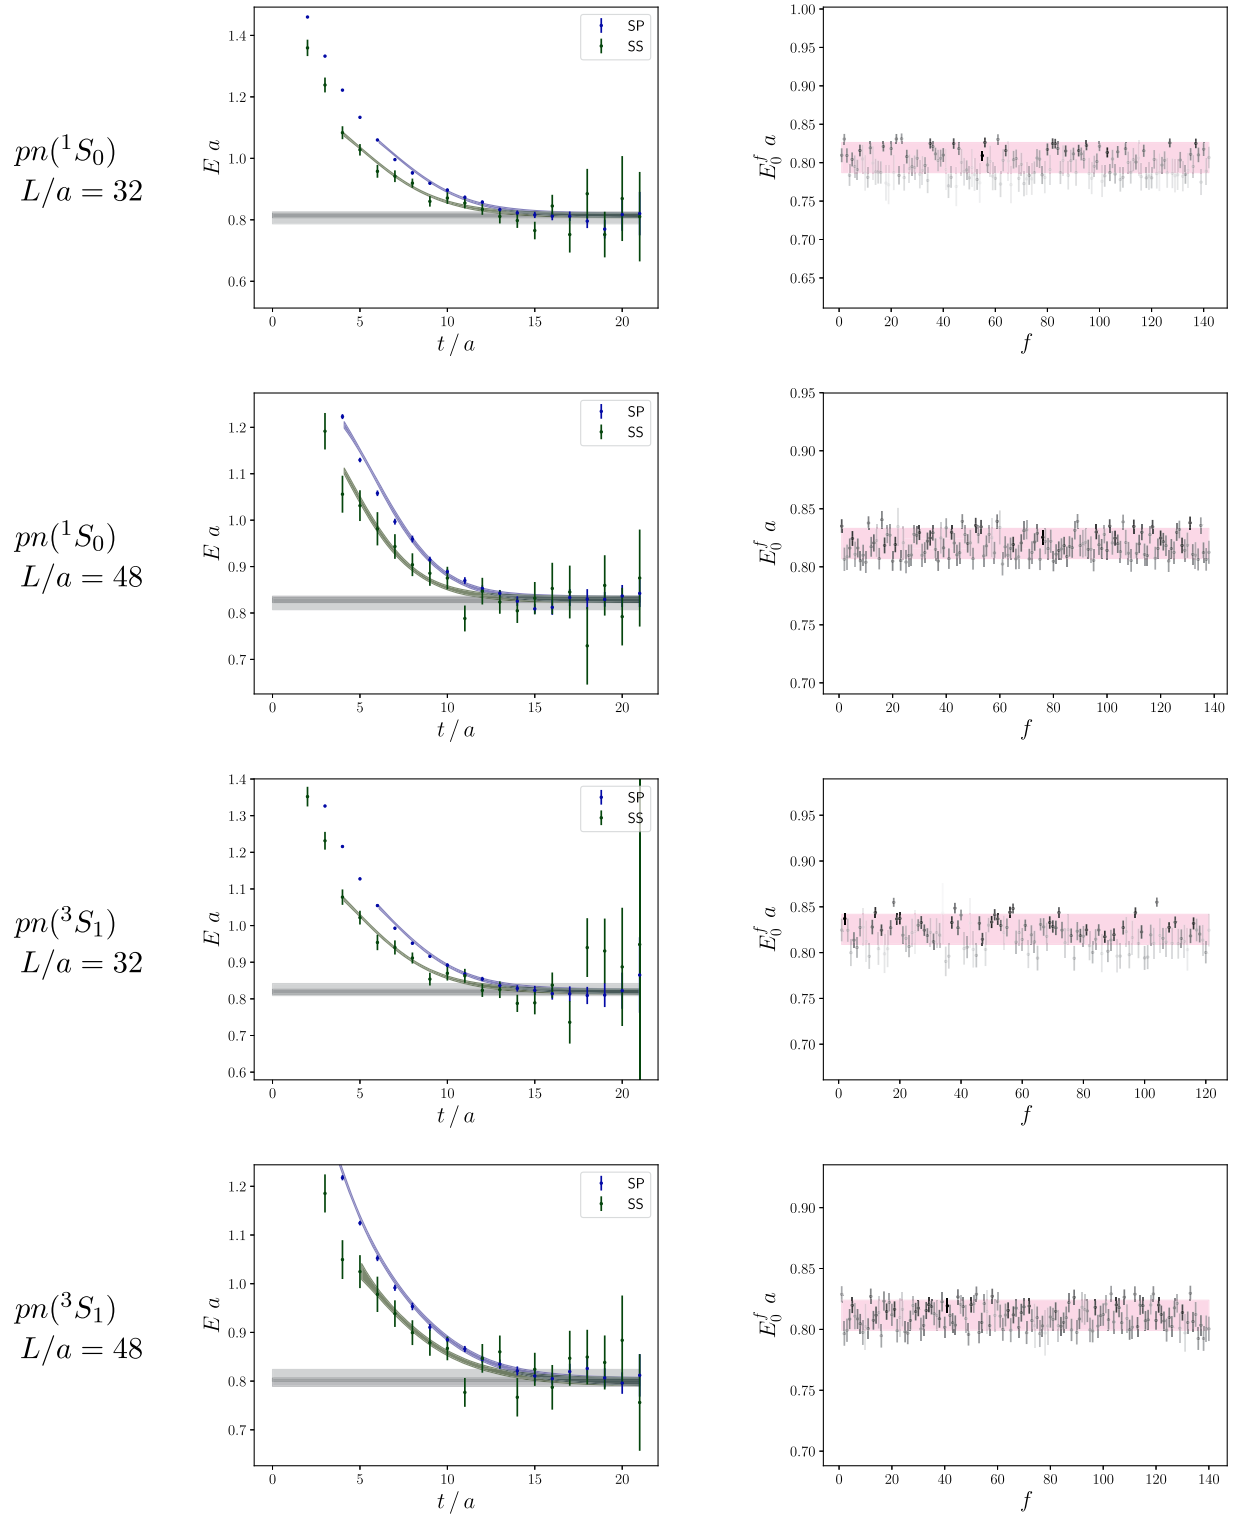 pn(¹S₀)
L/a = 32
E a
1.4
1.2
1.0
0.8
0.6
0 5 10 15 20
t / a
SP
SS
E₀ᶠ a
1.00
0.95
0.90
0.85
0.80
0.75
0.70
0.65
0 20 40 60 80 100 120 140
f
pn(¹S₀)
L/a = 48
E a
1.2
1.1
1.0
0.9
0.8
0.7
0 5 10 15 20
t / a
SP
SS
E₀ᶠ a
0.95
0.90
0.85
0.80
0.75
0.70
0 20 40 60 80 100 120 140
f
pn(³S₁)
L/a = 32
E a
1.4
1.3
1.2
1.1
1.0
0.9
0.8
0.7
0.6
0 5 10 15 20
t / a
SP
SS
E₀ᶠ a
0.95
0.90
0.85
0.80
0.75
0.70
0 20 40 60 80 100 120
f
pn(³S₁)
L/a = 48
E a
1.2
1.1
1.0
0.9
0.8
0.7
0 5 10 15 20
t / a
SP
SS
E₀ᶠ a
0.90
0.85
0.80
0.75
0.70
0 20 40 60 80 100 120 140
f